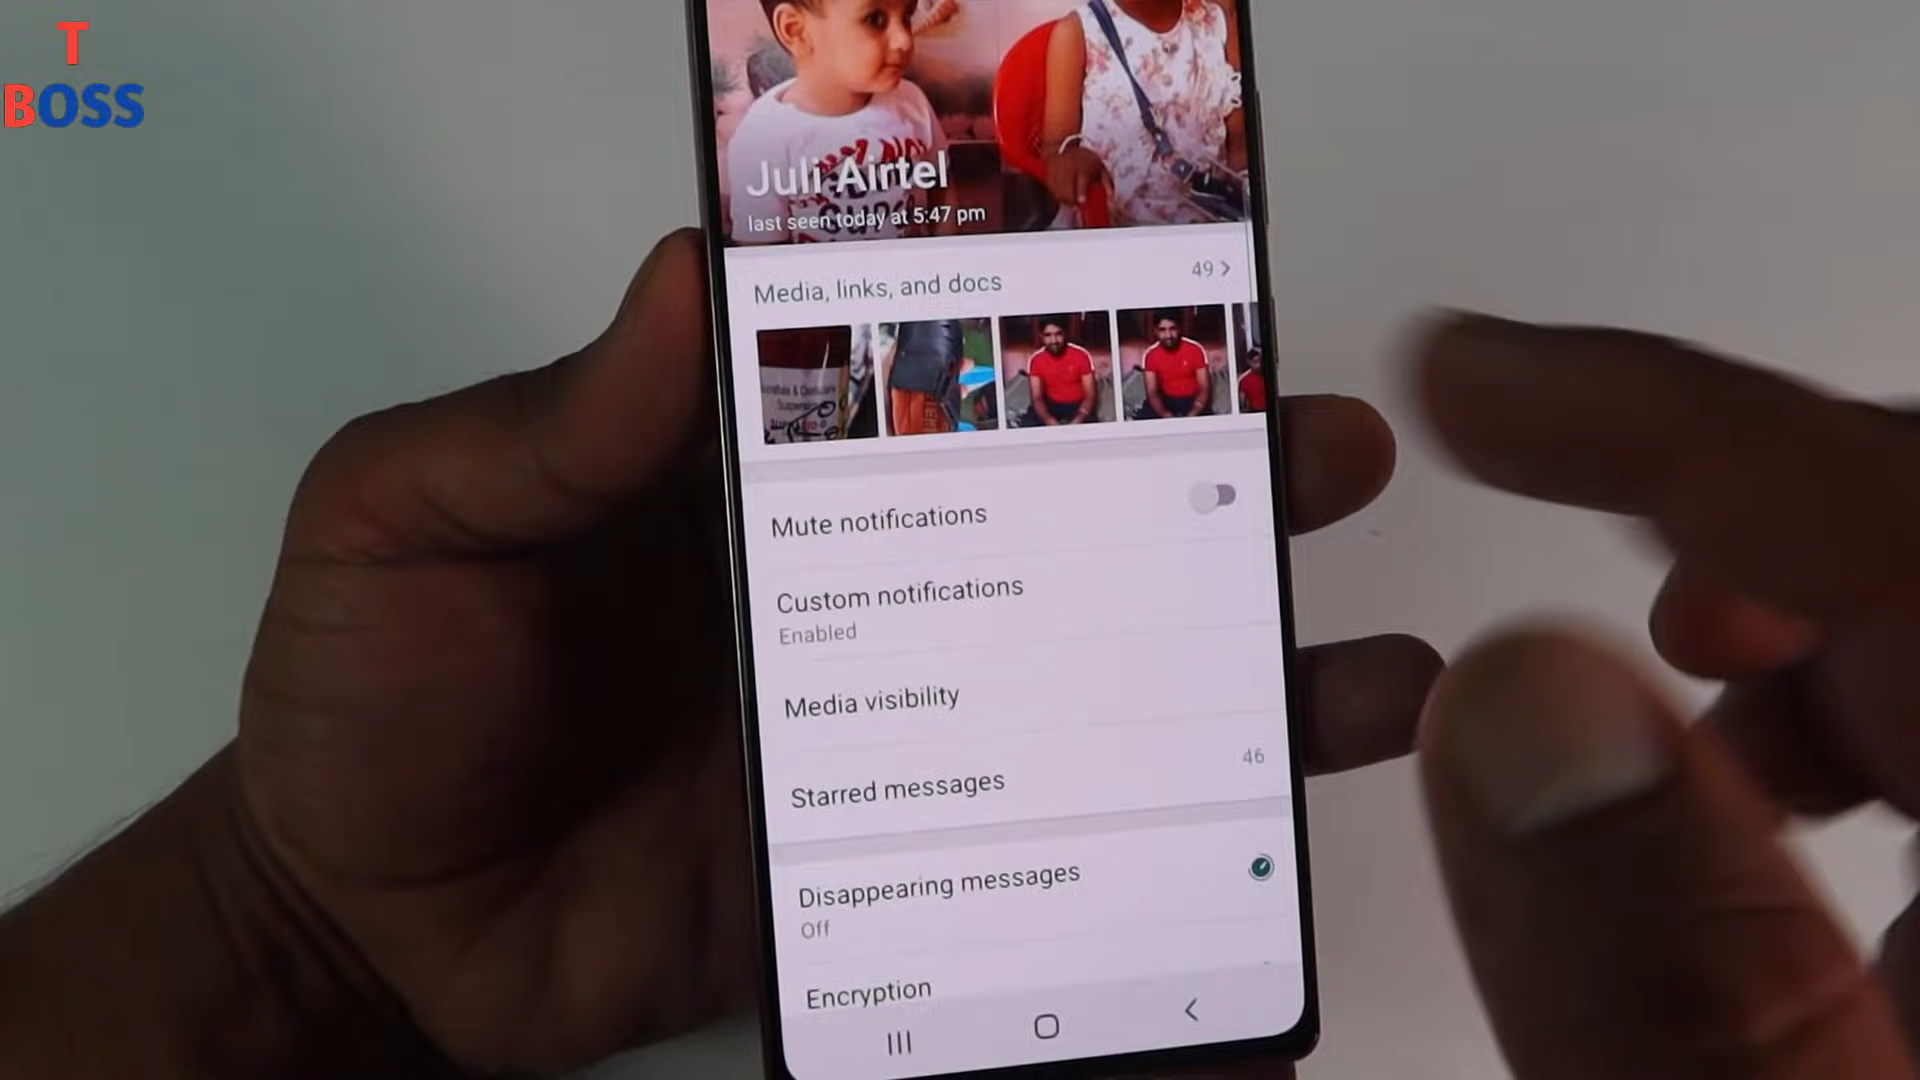 T
BOSS
Juli Airtel
last seen today at 5:47 pm
Media, links, and docs
49
Mute notifications
Custom notifications
Enabled
Media visibility
Starred messages
46
Disappearing messages
Off
Encryption